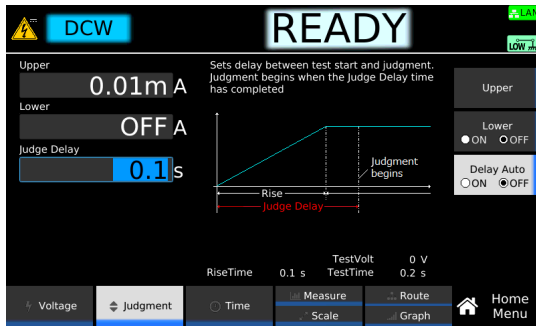 DCW
READY
LAN
LOW
Upper
0.01m A
Lower
OFF A
Judge Delay
0.1 s
Sets delay between test start and judgment.
Judgment begins when the Judge Delay time
has completed
Judgment
begins
Rise
Judge Delay
TestVolt 0 V
RiseTime 0.1 s TestTime 0.2 s
Upper
Lower
ON OFF
Delay Auto
ON OFF
Voltage
Judgment
Time
Measure
Scale
Route
Graph
Home
Menu